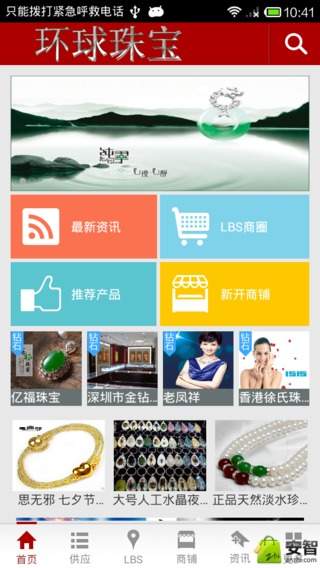 只能拨打紧急呼救电话
10:41
环球珠宝
最新资讯
LBS商圈
推荐产品
新开商铺
钻石
钻石
钻石
钻石
1515
亿福珠宝
深圳市金钻...
老凤祥
香港徐氏珠...
思无邪 七夕节...
大号人工水晶夜...
正品天然淡水珍...
首页
供应
LBS
商铺
资讯
安智